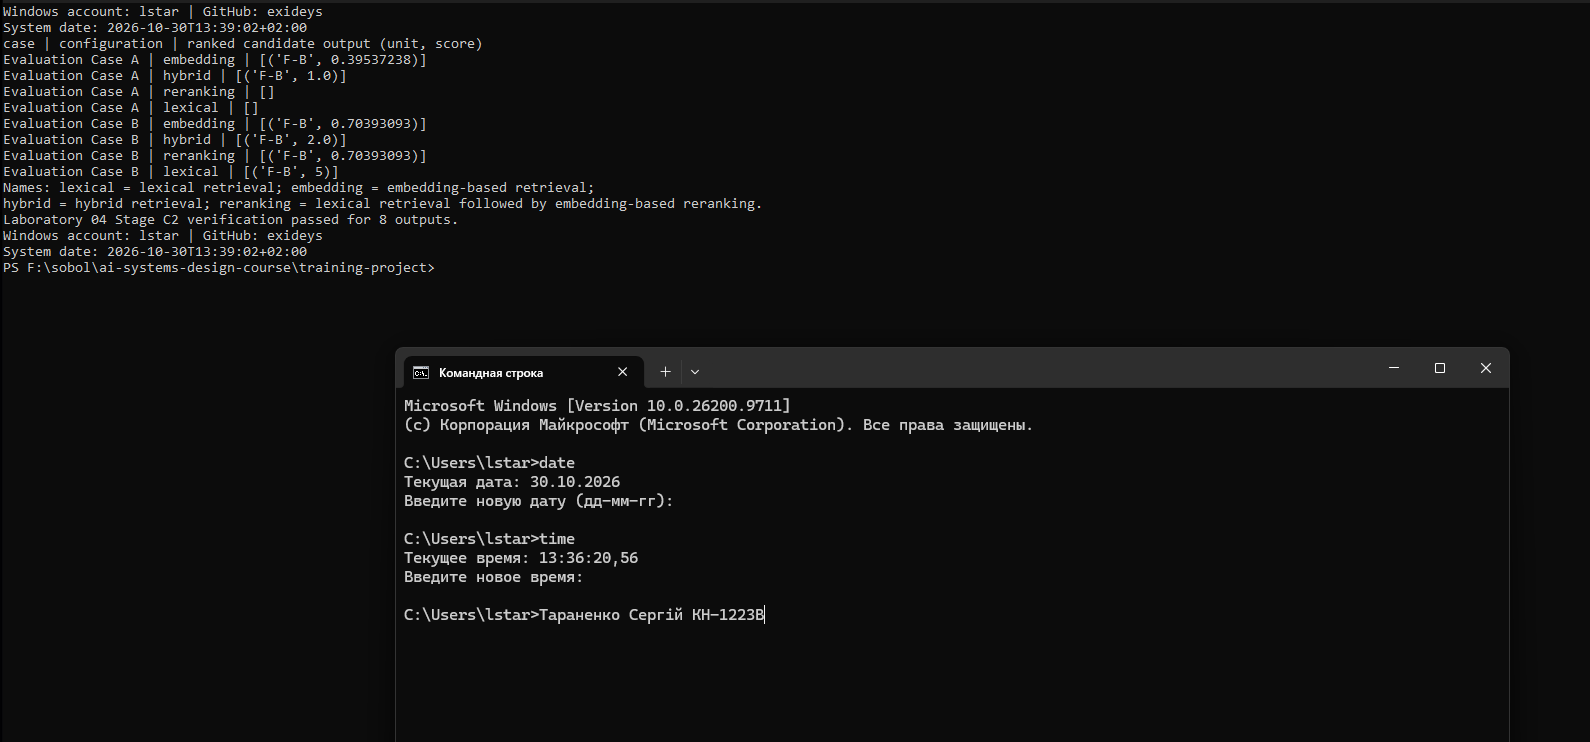 Windows account: lstar | GitHub: exideys
System date: 2026-10-30T13:39:02+02:00
case | configuration | ranked candidate output (unit, score)
Evaluation Case A | embedding | [('F-B', 0.39537238)]
Evaluation Case A | hybrid | [('F-B', 1.0)]
Evaluation Case A | reranking | []
Evaluation Case A | lexical | []
Evaluation Case B | embedding | [('F-B', 0.70393093)]
Evaluation Case B | hybrid | [('F-B', 2.0)]
Evaluation Case B | reranking | [('F-B', 0.70393093)]
Evaluation Case B | lexical | [('F-B', 5)]
Names: lexical = lexical retrieval; embedding = embedding-based retrieval;
hybrid = hybrid retrieval; reranking = lexical retrieval followed by embedding-based reranking.
Laboratory 04 Stage C2 verification passed for 8 outputs.
Windows account: lstar | GitHub: exideys
System date: 2026-10-30T13:39:02+02:00
PS F:\sobol\ai-systems-design-course\training-project>
Командная строка
Microsoft Windows [Version 10.0.26200.9711]
(c) Корпорация Майкрософт (Microsoft Corporation). Все права защищены.
C:\Users\lstar>date
Текущая дата: 30.10.2026
Введите новую дату (дд-мм-гг):
C:\Users\lstar>time
Текущее время: 13:36:20,56
Введите новое время:
C:\Users\lstar>Тараненко Сергій КН-1223В